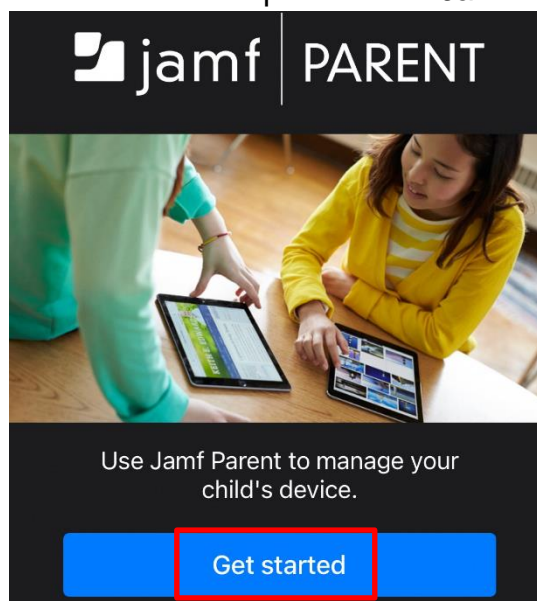 jamf PARENT
Use Jamf Parent to manage your
child's device.
Get started